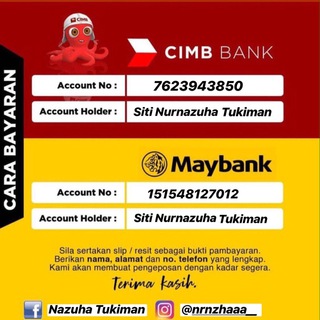 CIMB
CIMB BANK
CARA BAYARAN
Account No : 7623943850
Account Holder : Siti Nurnazuha Tukiman
Maybank
Account No : 151548127012
Account Holder : Siti Nurnazuha Tukiman
Sila sertakan slip / resit sebagai bukti pambayaran.
Berikan nama, alamat dan no. telefon yang lengkap.
Kami akan membuat pengeposan dengan kadar segera.
Terima kasih.
f Nazuha Tukiman @nrnzhaaa__